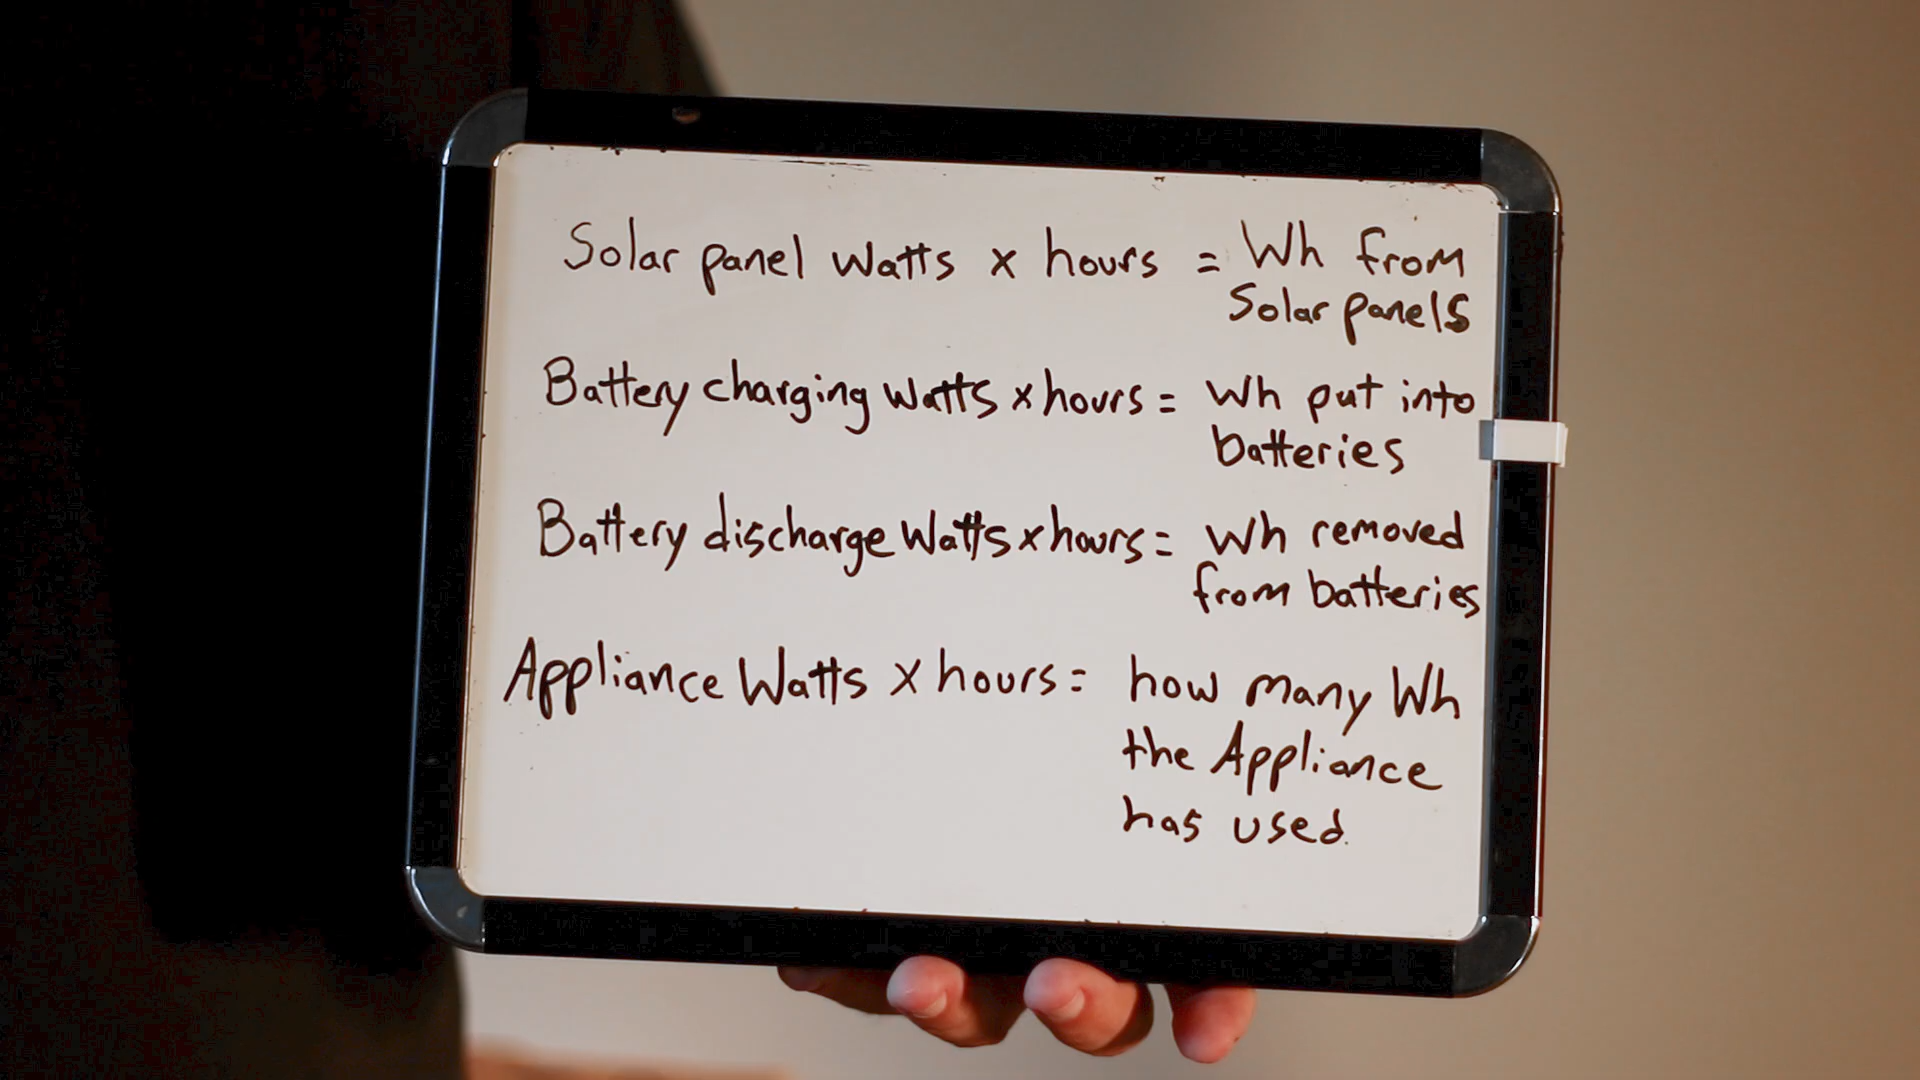 Solar panel Watts x hours = Wh from
Solar panels
Battery charging Watts x hours = Wh put into
batteries
Battery discharge Watts x hours = Wh removed
from batteries
Appliance Watts x hours = how many Wh
the Appliance
has used.